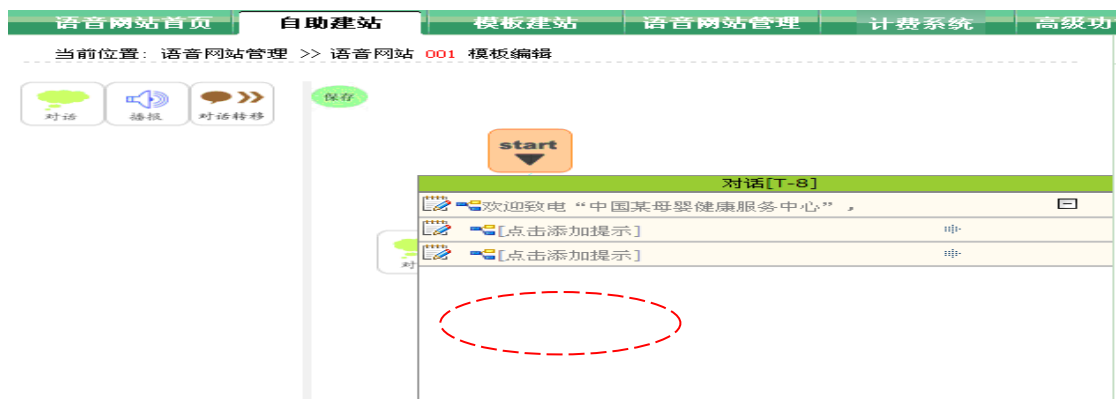 语音网站首页 自助建站 模板建站 语音网站管理 计费系统 高级功
当前位置: 语音网站管理 >> 语音网站 001 模板编辑
对话 播报 对话转移 保存
start
对话[T-8]
欢迎致电“中国某母婴健康服务中心”,
[点击添加提示]
[点击添加提示]
对